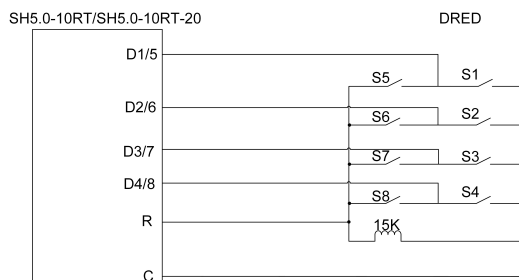 SH5.0-10RT/SH5.0-10RT-20 DRED
D1/5
S5 S1
D2/6
S6 S2
D3/7
S7 S3
D4/8
S8 S4
R
15K
C